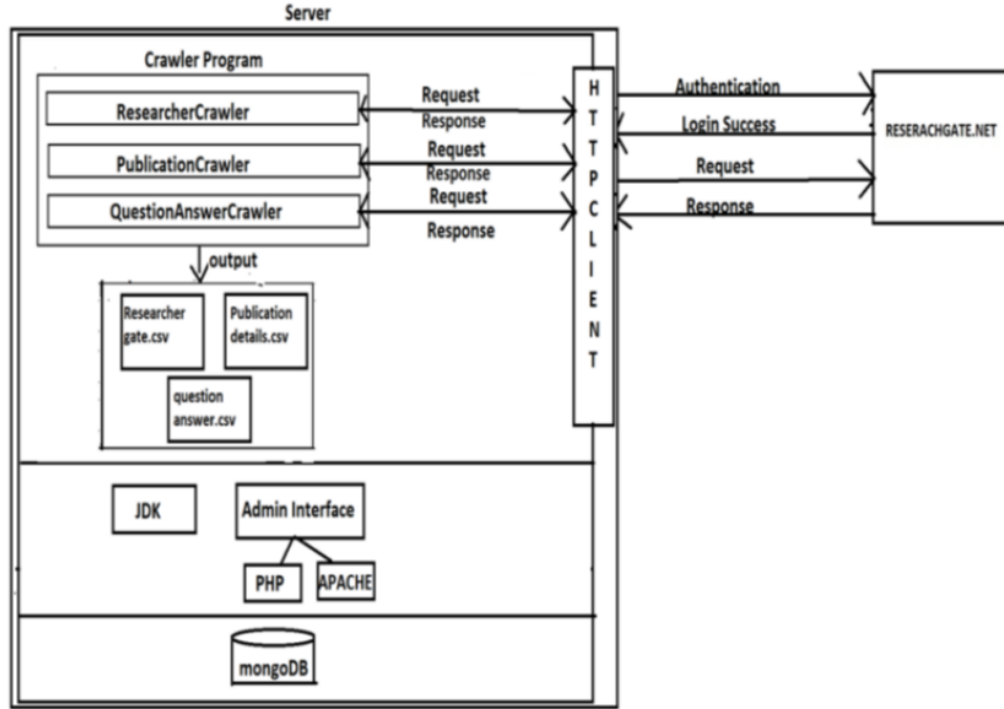 Server
Crawler Program
ResearcherCrawler
Request
Response
PublicationCrawler
Request
Response
QuestionAnswerCrawler
Request
Response
HTTPCLIENT
Authentication
Login Success
Request
Response
RESERACHGATE.NET
output
Researcher
gate.csv
Publication
details.csv
question
answer.csv
JDK
Admin Interface
PHP
APACHE
mongoDB